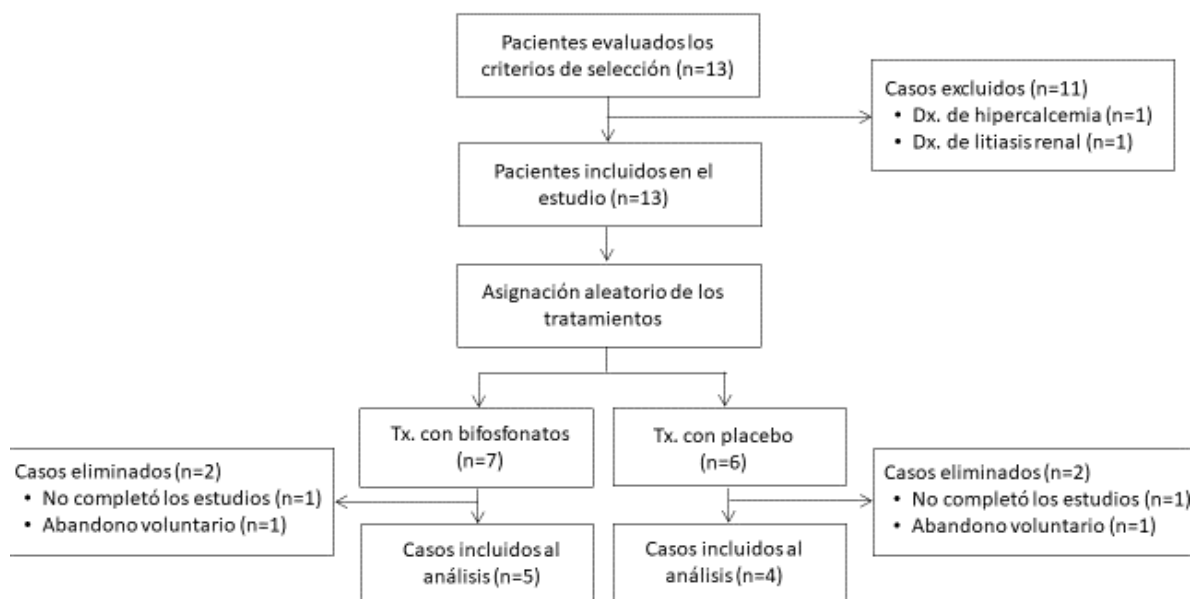 Pacientes evaluados los
criterios de selección (n=13)
Casos excluidos (n=11)
• Dx. de hipercalcemia (n=1)
• Dx. de litiasis renal (n=1)
Pacientes incluidos en el
estudio (n=13)
Asignación aleatorio de los
tratamientos
Tx. con bifosfonatos
(n=7)
Tx. con placebo
(n=6)
Casos eliminados (n=2)
• No completó los estudios (n=1)
• Abandono voluntario (n=1)
Casos eliminados (n=2)
• No completó los estudios (n=1)
• Abandono voluntario (n=1)
Casos incluidos al
análisis (n=5)
Casos incluidos al
análisis (n=4)